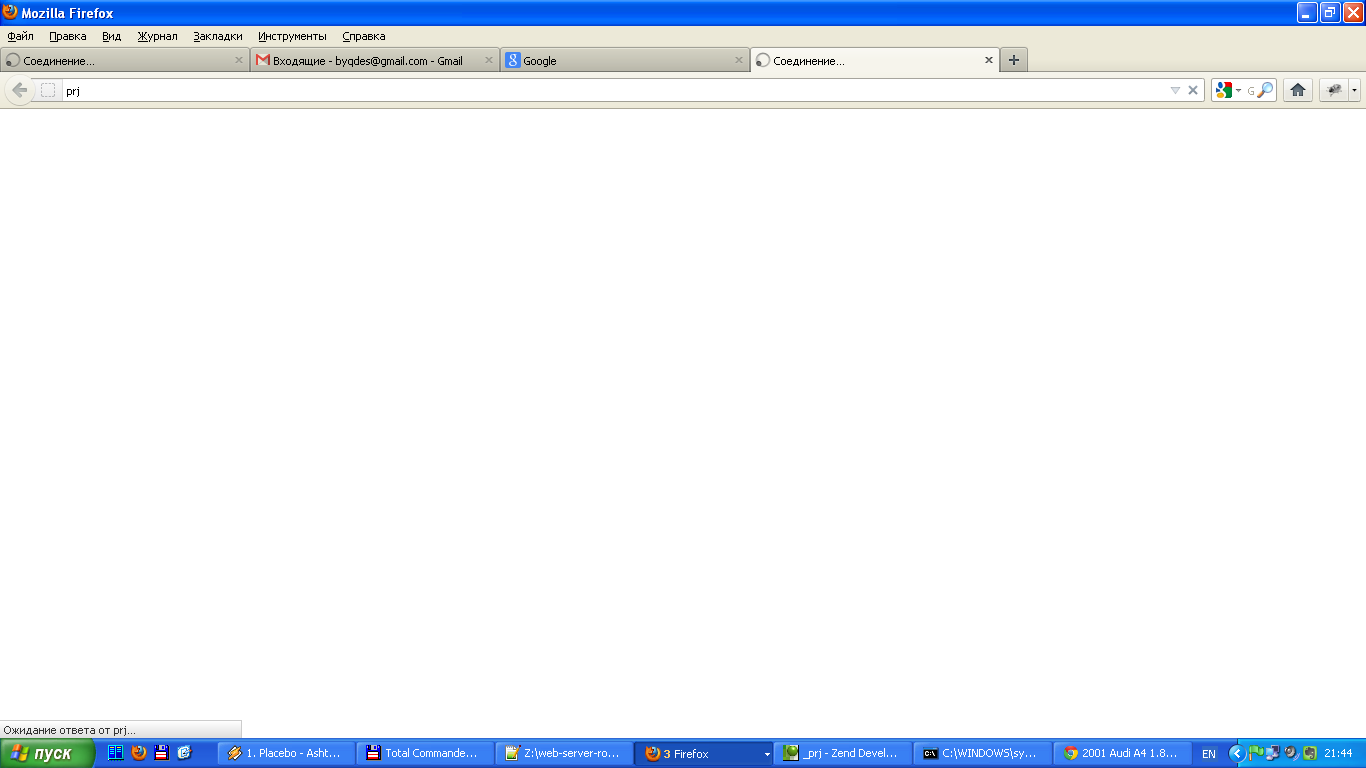 Mozilla Firefox
Файл Правка Вид Журнал Закладки Инструменты Справка
Соединение... Входящие - byqdes@gmail.com - Gmail Google Соединение...
prj G
Ожидание ответа от prj...
пуск 1. Placebo - Asht... Total Commande... Z:\web-server-ro... 3 Firefox _prj - Zend Devel... C:\WINDOWS\sy... 2001 Audi A4 1.8... EN 21:44